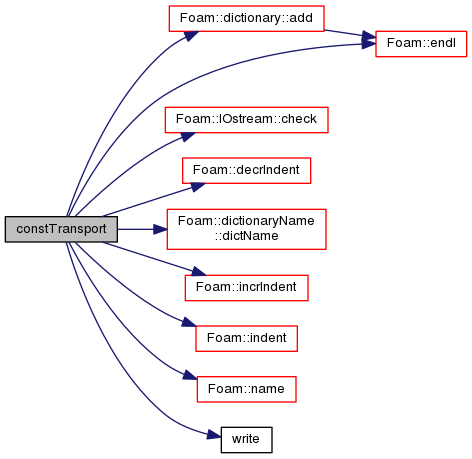 Foam::dictionary::add
Foam::endl
Foam::IOstream::check
Foam::decrIndent
constTransport
Foam::dictionaryName
::dictName
Foam::incrIndent
Foam::indent
Foam::name
write